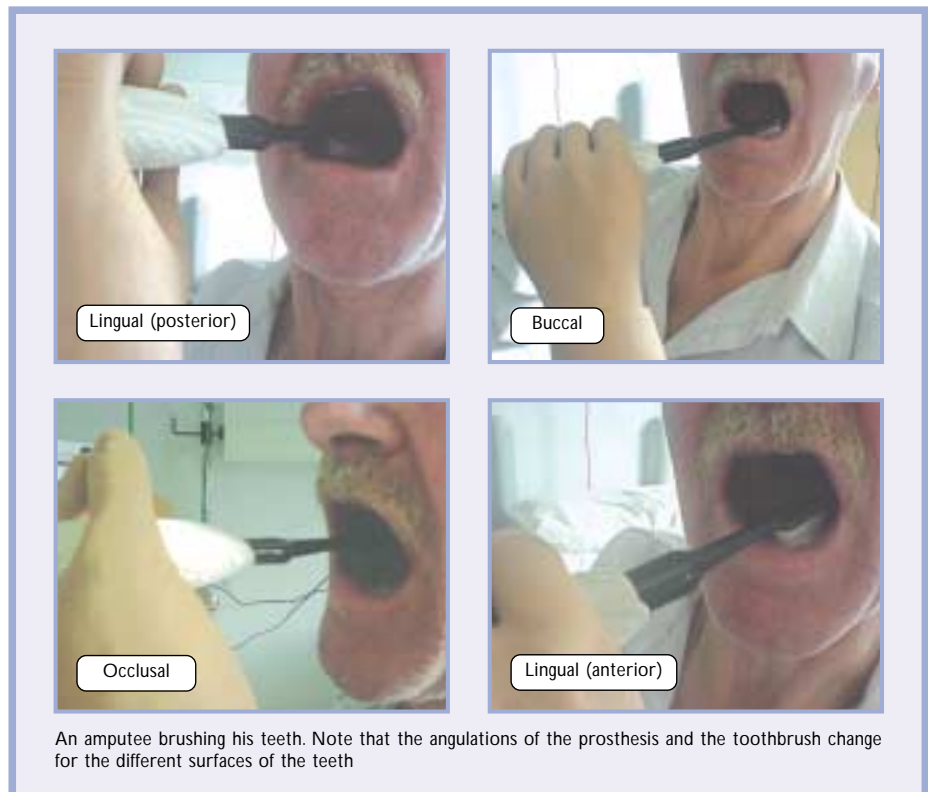 Lingual (posterior)
Buccal
Occlusal
Lingual (anterior)
An amputee brushing his teeth. Note that the angulations of the prosthesis and the toothbrush change
for the different surfaces of the teeth